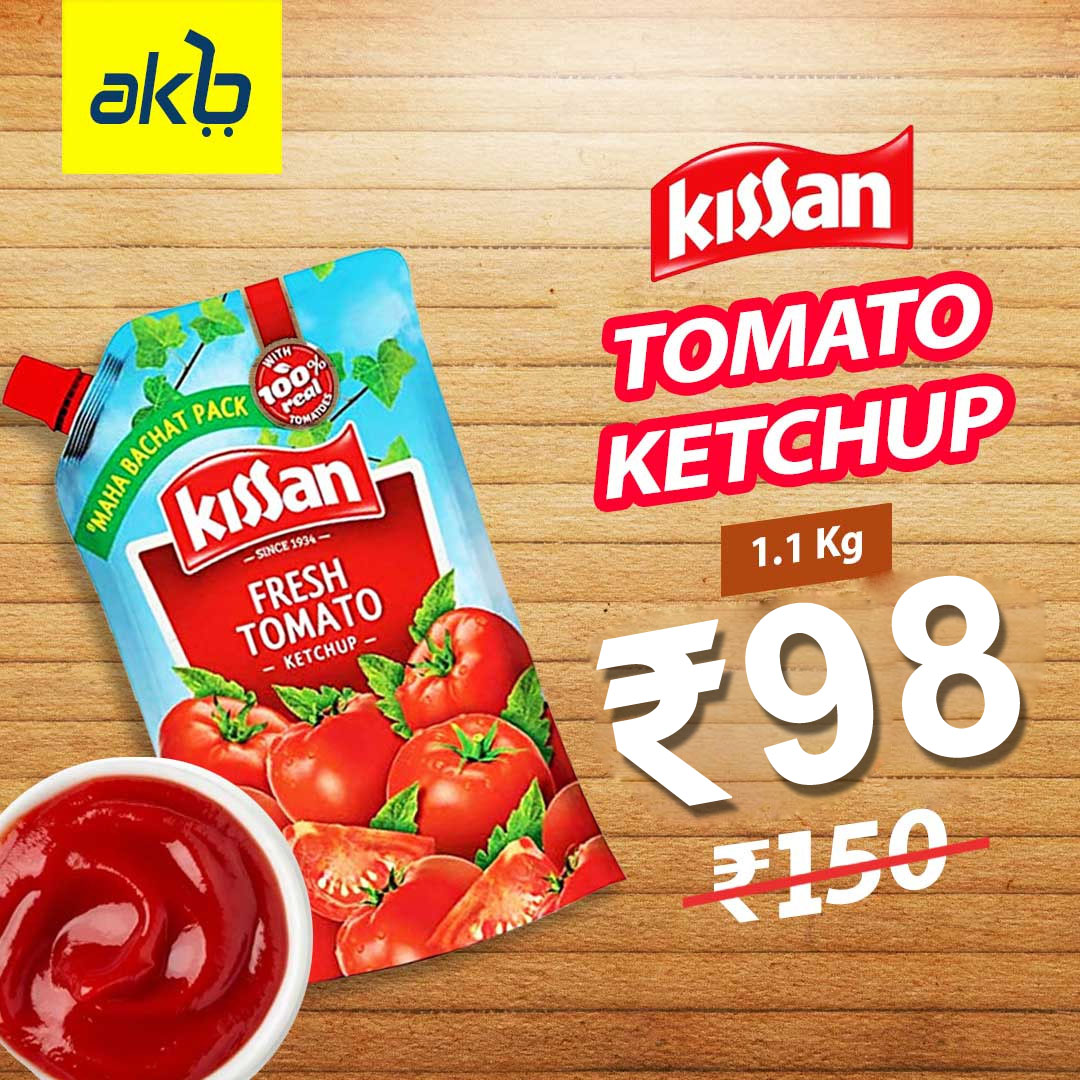 akb
kissan
TOMATO
KETCHUP
1.1 Kg
₹98
₹150
WITH
100%
real
TOMATOES
*MAHA BACHAT PACK
kissan
SINCE 1934
FRESH
TOMATO
KETCHUP